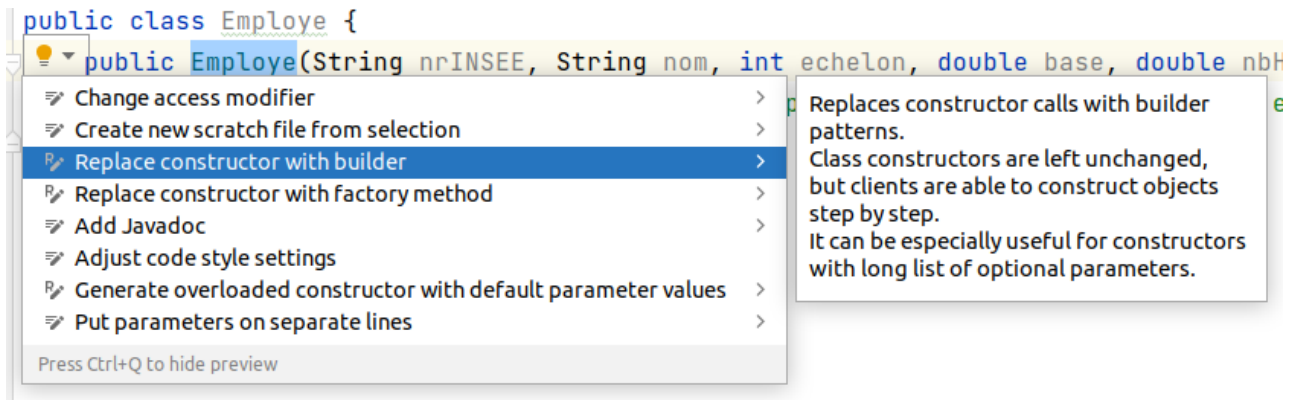 public class Employe {
public Employe(String nrINSEE, String nom, int echelon, double base, double nbH
Change access modifier
Create new scratch file from selection
Replace constructor with builder
Replace constructor with factory method
Add Javadoc
Adjust code style settings
Generate overloaded constructor with default parameter values
Put parameters on separate lines
Press Ctrl+Q to hide preview
Replaces constructor calls with builder
patterns.
Class constructors are left unchanged,
but clients are able to construct objects
step by step.
It can be especially useful for constructors
with long list of optional parameters.